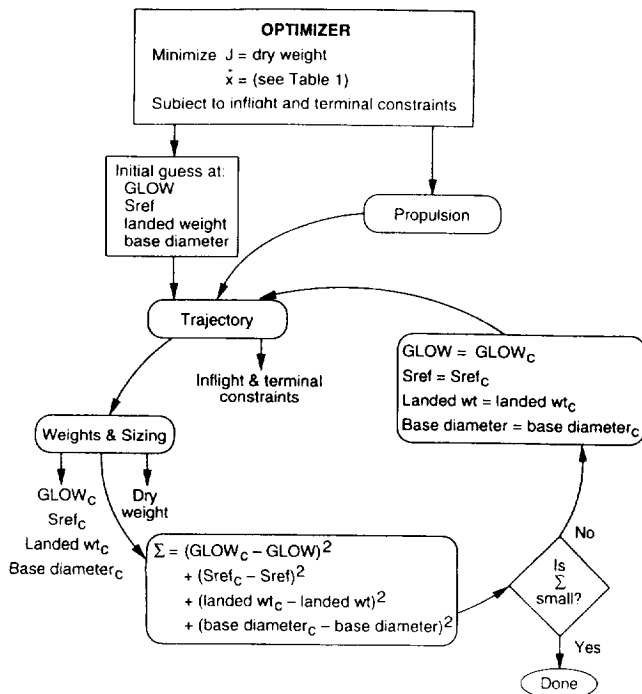 OPTIMIZER
Minimize J = dry weight
ẋ = (see Table 1)
Subject to inflight and terminal constraints
Initial guess at:
GLOW
Sref
landed weight
base diameter
Propulsion
Trajectory
Inflight & terminal
constraints
GLOW = GLOWc
Sref = Srefc
Landed wt = landed wtc
Base diameter = base diameterc
Weights & Sizing
GLOWc
Srefc
Landed wtc
Base diameterc
Dry
weight
Σ = (GLOWc – GLOW)2
+ (Srefc – Sref)2
+ (landed wtc – landed wt)2
+ (base diameterc – base diameter)2
No
Is
Σ
small?
Yes
Done